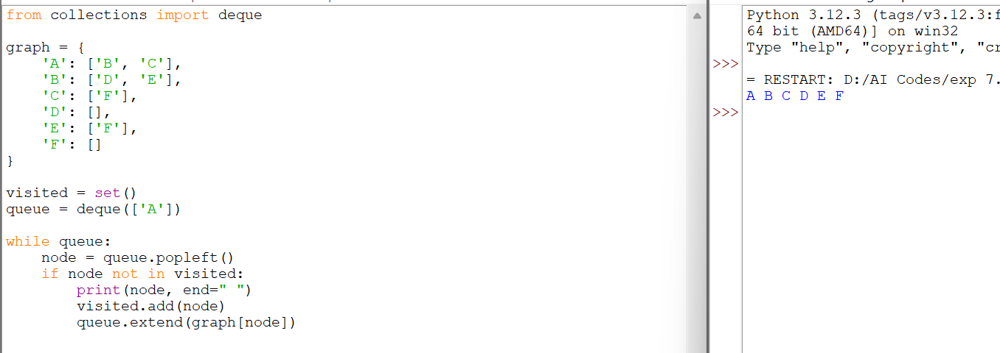 from collections import deque

graph = {
    'A': ['B', 'C'],
    'B': ['D', 'E'],
    'C': ['F'],
    'D': [],
    'E': ['F'],
    'F': []
}

visited = set()
queue = deque(['A'])

while queue:
    node = queue.popleft()
    if node not in visited:
        print(node, end=" ")
        visited.add(node)
        queue.extend(graph[node])

Python 3.12.3 (tags/v3.12.3:f
64 bit (AMD64)] on win32
Type "help", "copyright", "cr
>>>
= RESTART: D:/AI Codes/exp 7.
A B C D E F
>>>